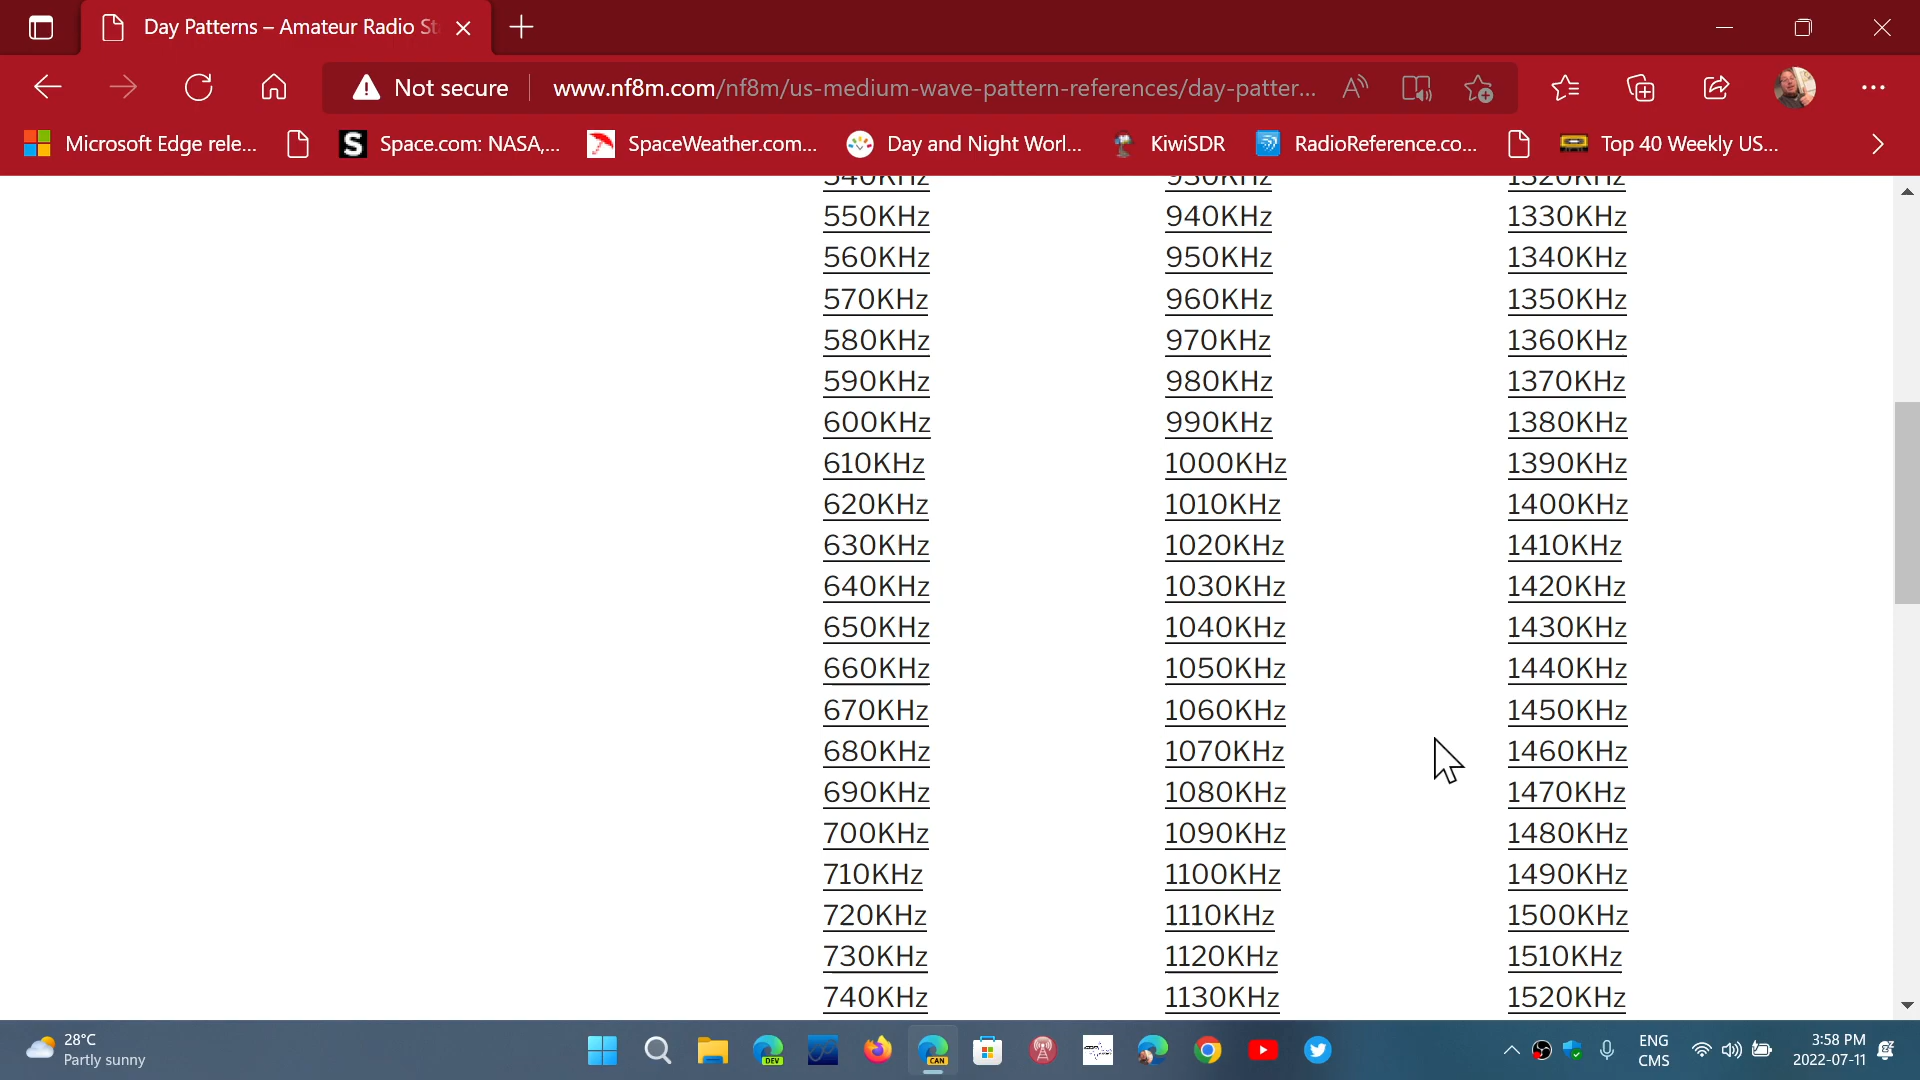 Day Patterns – Amateur Radio St
Not secure
www.nf8m.com/nf8m/us-medium-wave-pattern-references/day-patter...
Microsoft Edge rele...
Space.com: NASA,...
SpaceWeather.com...
Day and Night Worl...
KiwiSDR
RadioReference.co...
Top 40 Weekly US...
540KHz 930KHz 1320KHz
550KHz 940KHz 1330KHz
560KHz 950KHz 1340KHz
570KHz 960KHz 1350KHz
580KHz 970KHz 1360KHz
590KHz 980KHz 1370KHz
600KHz 990KHz 1380KHz
610KHz 1000KHz 1390KHz
620KHz 1010KHz 1400KHz
630KHz 1020KHz 1410KHz
640KHz 1030KHz 1420KHz
650KHz 1040KHz 1430KHz
660KHz 1050KHz 1440KHz
670KHz 1060KHz 1450KHz
680KHz 1070KHz 1460KHz
690KHz 1080KHz 1470KHz
700KHz 1090KHz 1480KHz
710KHz 1100KHz 1490KHz
720KHz 1110KHz 1500KHz
730KHz 1120KHz 1510KHz
740KHz 1130KHz 1520KHz
28°C
Partly sunny
DEV
CAN
ENG
CMS
3:58 PM
2022-07-11